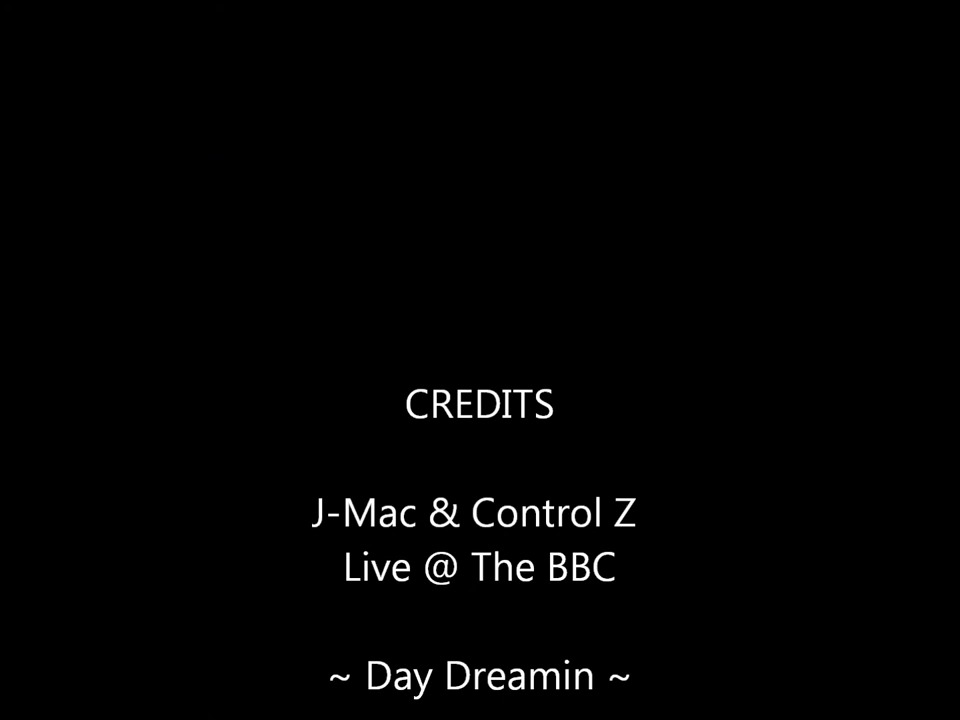 CREDITS
J-Mac & Control Z
Live @ The BBC
~ Day Dreamin ~